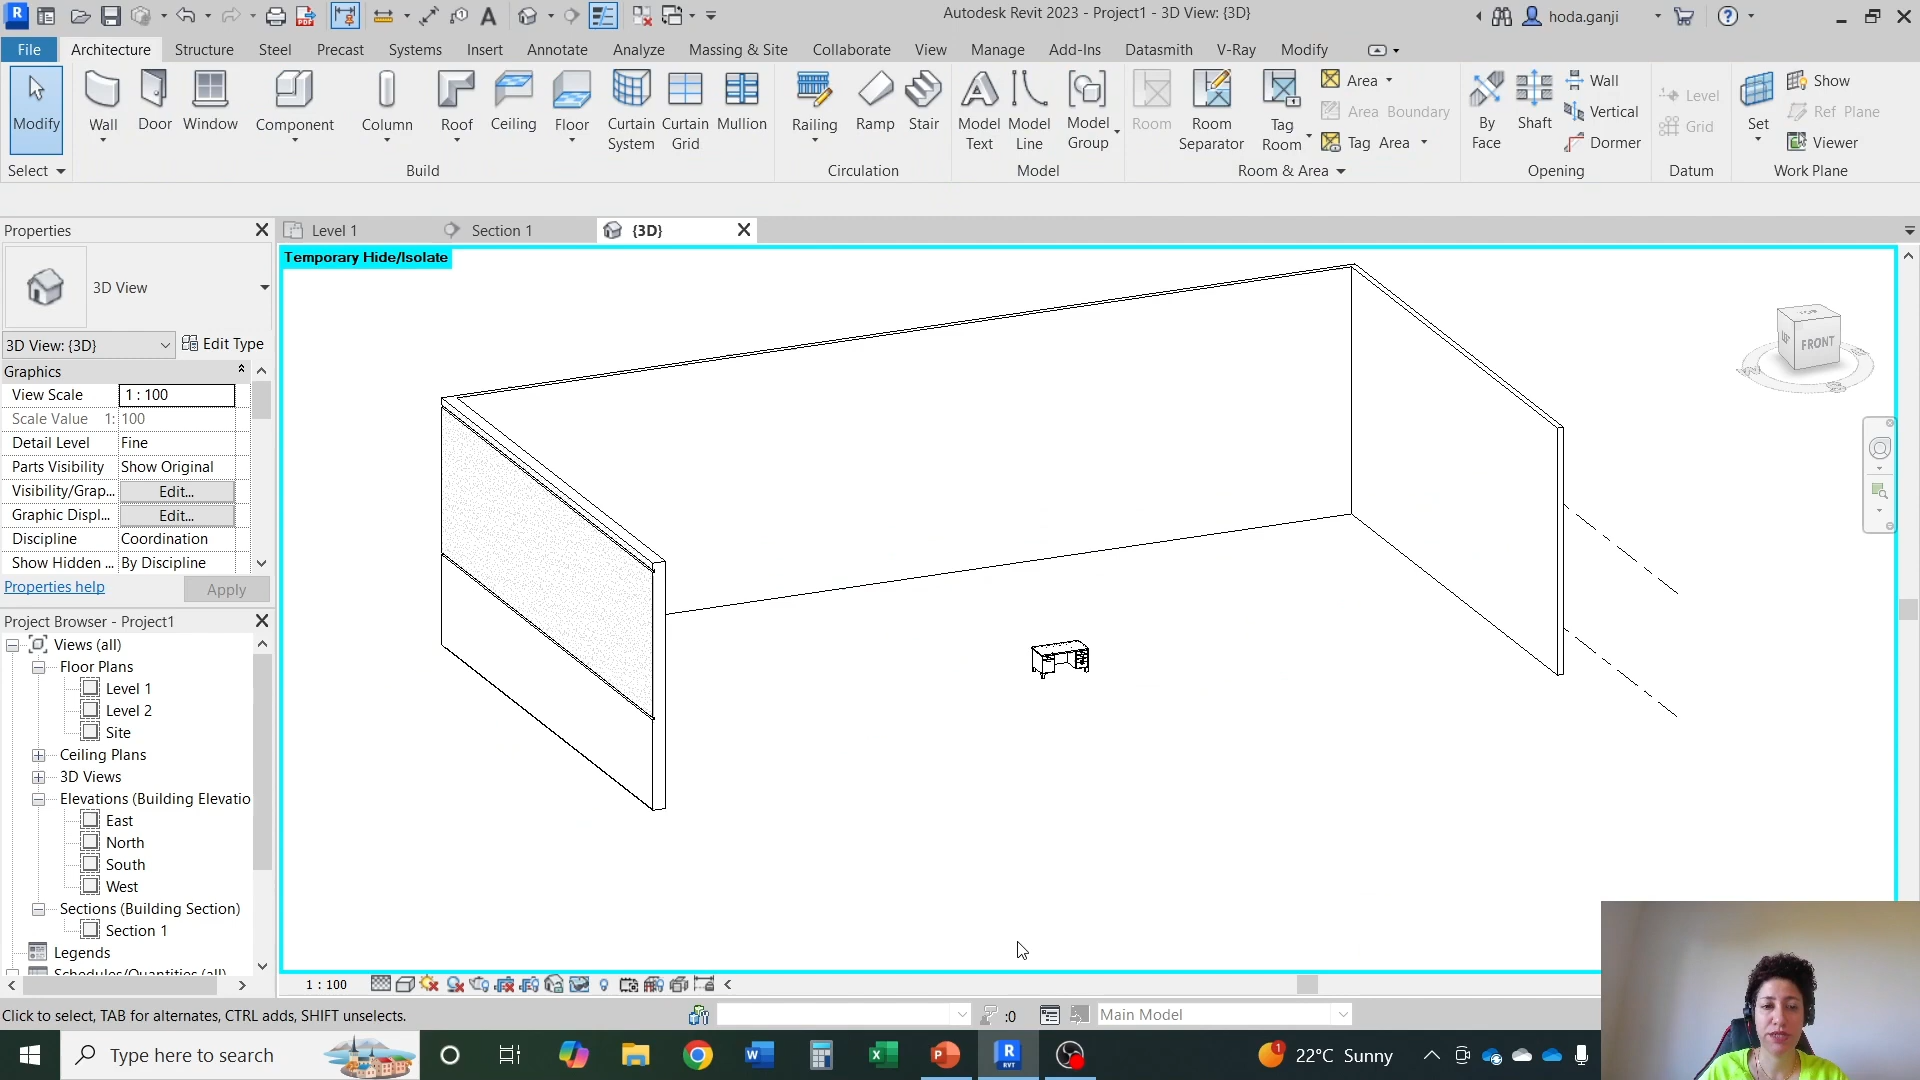 Autodesk Revit 2023 - Project1 - 3D View: {3D}
hoda.ganji
File Architecture Structure Steel Precast Systems Insert Annotate Analyze Massing & Site Collaborate View Manage Add-Ins Datasmith V-Ray Modify
Modify
Wall
Door
Window
Component
Column
Roof
Ceiling
Floor
Curtain System
Curtain Grid
Mullion
Railing
Ramp
Stair
Model Text
Model Line
Model Group
Room
Room Separator
Tag Room
Area
Area Boundary
Tag Area
By Face
Shaft
Wall
Vertical
Dormer
Level
Grid
Set
Show
Ref Plane
Viewer
Select Build Circulation Model Room & Area Opening Datum Work Plane
Properties
Level 1 Section 1 {3D}
Temporary Hide/Isolate
3D View
3D View: {3D} Edit Type
Graphics
View Scale 1 : 100
Scale Value 1: 100
Detail Level Fine
Parts Visibility Show Original
Visibility/Grap... Edit...
Graphic Displ... Edit...
Discipline Coordination
Show Hidden ... By Discipline
Properties help Apply
FRONT
TOP
Project Browser - Project1
Views (all)
Floor Plans
Level 1
Level 2
Site
Ceiling Plans
3D Views
Elevations (Building Elevatio
East
North
South
West
Sections (Building Section)
Section 1
Legends
Schedules/Quantities (all)
1 : 100
Click to select, TAB for alternates, CTRL adds, SHIFT unselects.
:0
Main Model
Type here to search
22°C Sunny